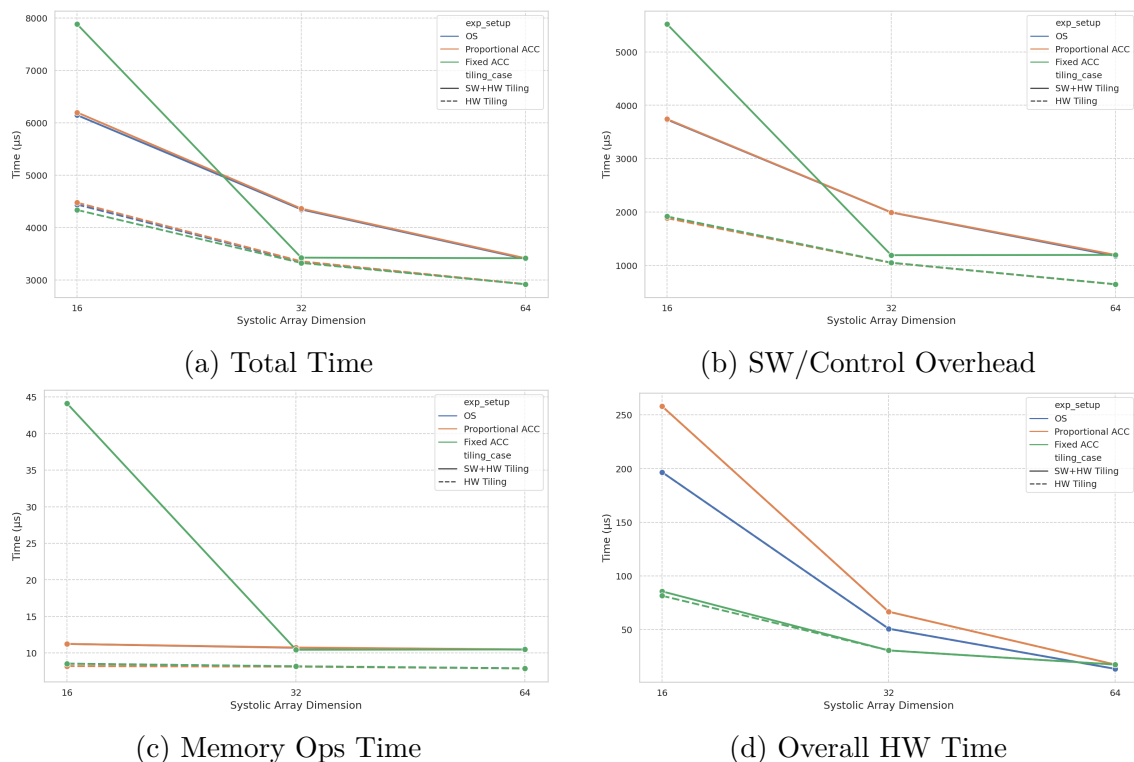 8000
7000
6000
5000
4000
3000
Time (µs)
16
32
64
Systolic Array Dimension
exp_setup
OS
Proportional ACC
Fixed ACC
tiling_case
SW+HW Tiling
HW Tiling
(a) Total Time
5000
4000
3000
2000
1000
Time (µs)
16
32
64
Systolic Array Dimension
exp_setup
OS
Proportional ACC
Fixed ACC
tiling_case
SW+HW Tiling
HW Tiling
(b) SW/Control Overhead
45
40
35
30
25
20
15
10
Time (µs)
16
32
64
Systolic Array Dimension
exp_setup
OS
Proportional ACC
Fixed ACC
tiling_case
SW+HW Tiling
HW Tiling
(c) Memory Ops Time
250
200
150
100
50
Time (µs)
16
32
64
Systolic Array Dimension
exp_setup
OS
Proportional ACC
Fixed ACC
tiling_case
SW+HW Tiling
HW Tiling
(d) Overall HW Time